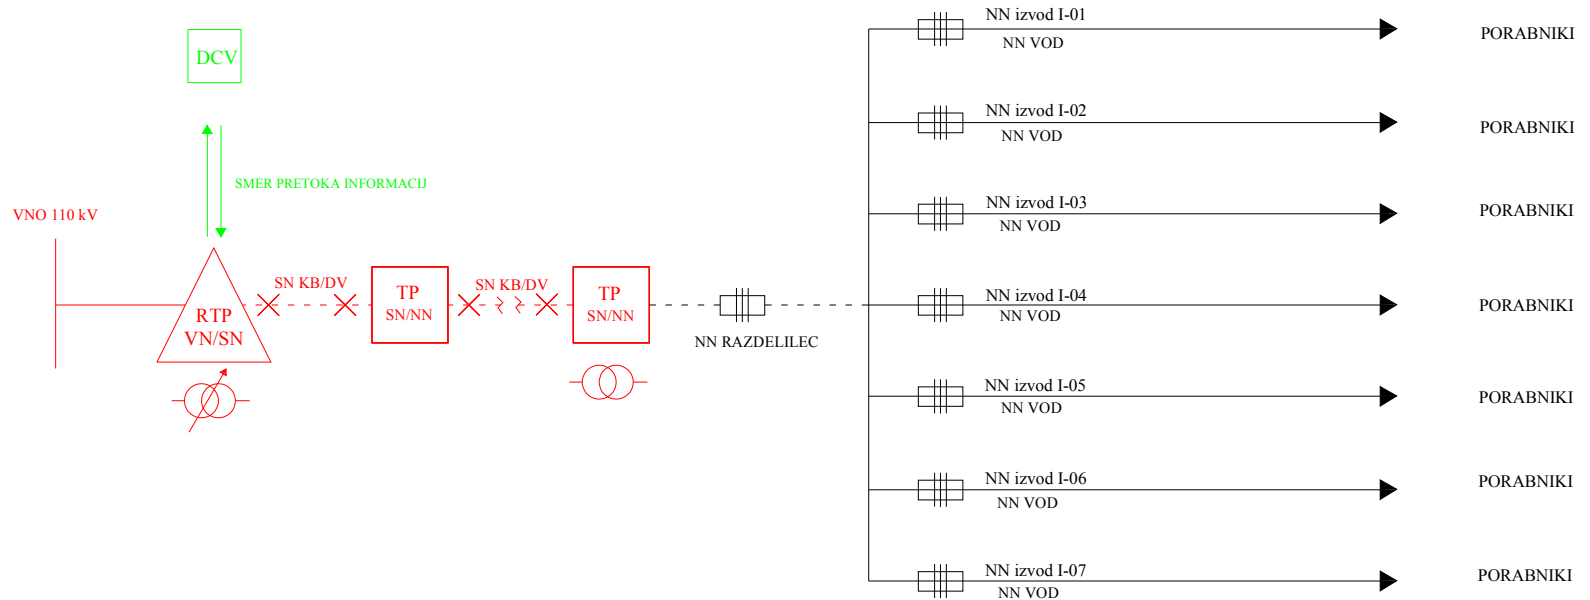 DCV
SMER PRETOKA INFORMACIJ
VNO 110 kV
RTP
VN/SN
SN KB/DV
TP
SN/NN
SN KB/DV
TP
SN/NN
NN RAZDELILEC
NN izvod I-01
NN VOD
PORABNIKI
NN izvod I-02
NN VOD
PORABNIKI
NN izvod I-03
NN VOD
PORABNIKI
NN izvod I-04
NN VOD
PORABNIKI
NN izvod I-05
NN VOD
PORABNIKI
NN izvod I-06
NN VOD
PORABNIKI
NN izvod I-07
NN VOD
PORABNIKI